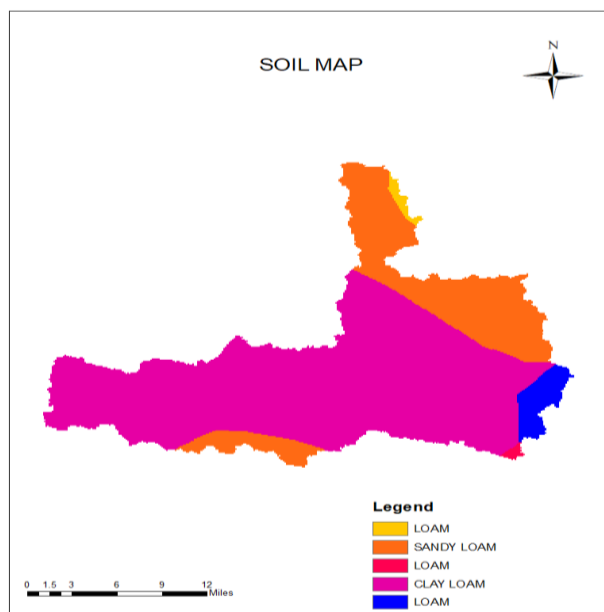 SOIL MAP
N
Legend
LOAM
SANDY LOAM
LOAM
CLAY LOAM
LOAM
0 1.5 3 6 9 12
Miles